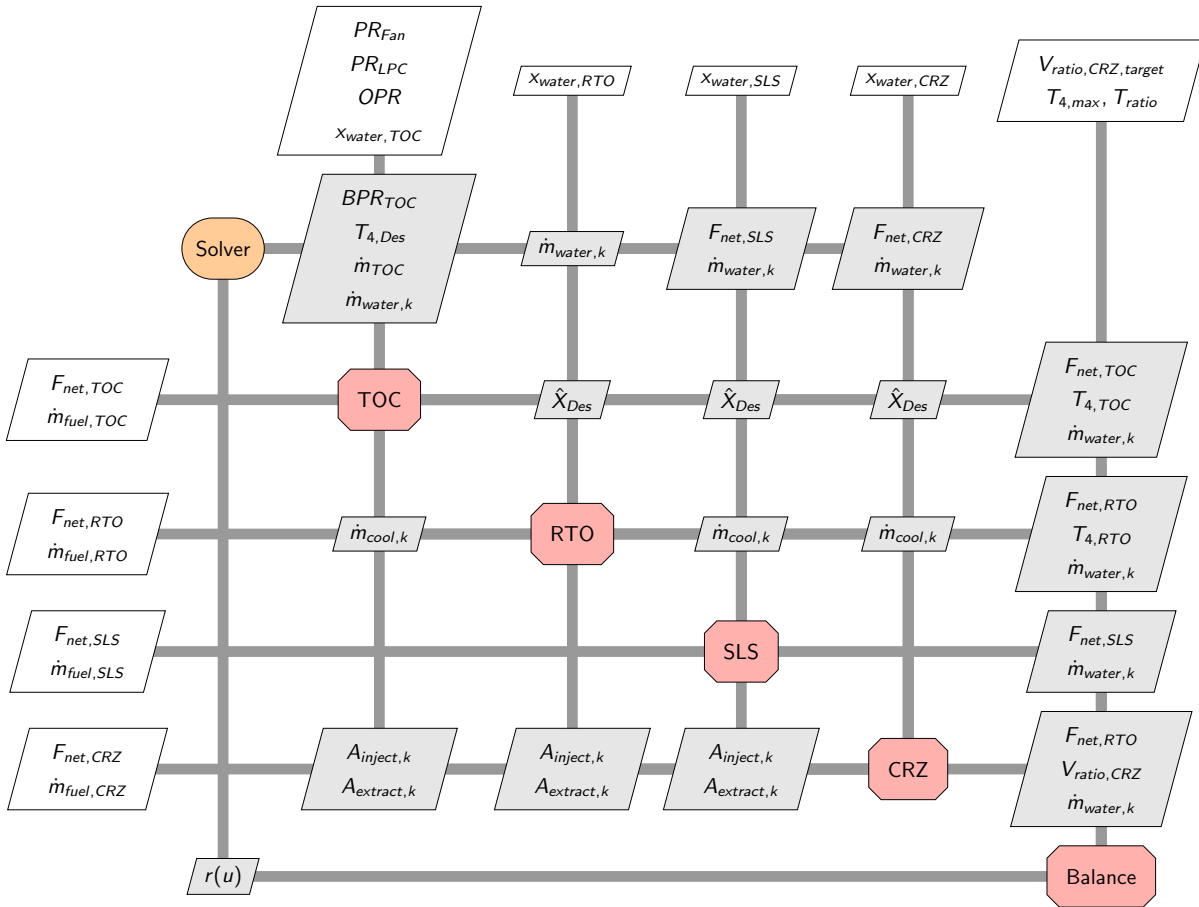 PR_Fan
PR_LPC
OPR
x_water,TOC
x_water,RTO
x_water,SLS
x_water,CRZ
V_ratio,CRZ,target
T_4,max, T_ratio
Solver
BPR_TOC
T_4,Des
ṁ_TOC
ṁ_water,k
ṁ_water,k
F_net,SLS
ṁ_water,k
F_net,CRZ
ṁ_water,k
F_net,TOC
ṁ_fuel,TOC
TOC
X̂_Des
X̂_Des
X̂_Des
F_net,TOC
T_4,TOC
ṁ_water,k
F_net,RTO
ṁ_fuel,RTO
ṁ_cool,k
RTO
ṁ_cool,k
ṁ_cool,k
F_net,RTO
T_4,RTO
ṁ_water,k
F_net,SLS
ṁ_fuel,SLS
SLS
F_net,SLS
ṁ_water,k
F_net,CRZ
ṁ_fuel,CRZ
A_inject,k
A_extract,k
A_inject,k
A_extract,k
A_inject,k
A_extract,k
CRZ
F_net,RTO
V_ratio,CRZ
ṁ_water,k
r(u)
Balance